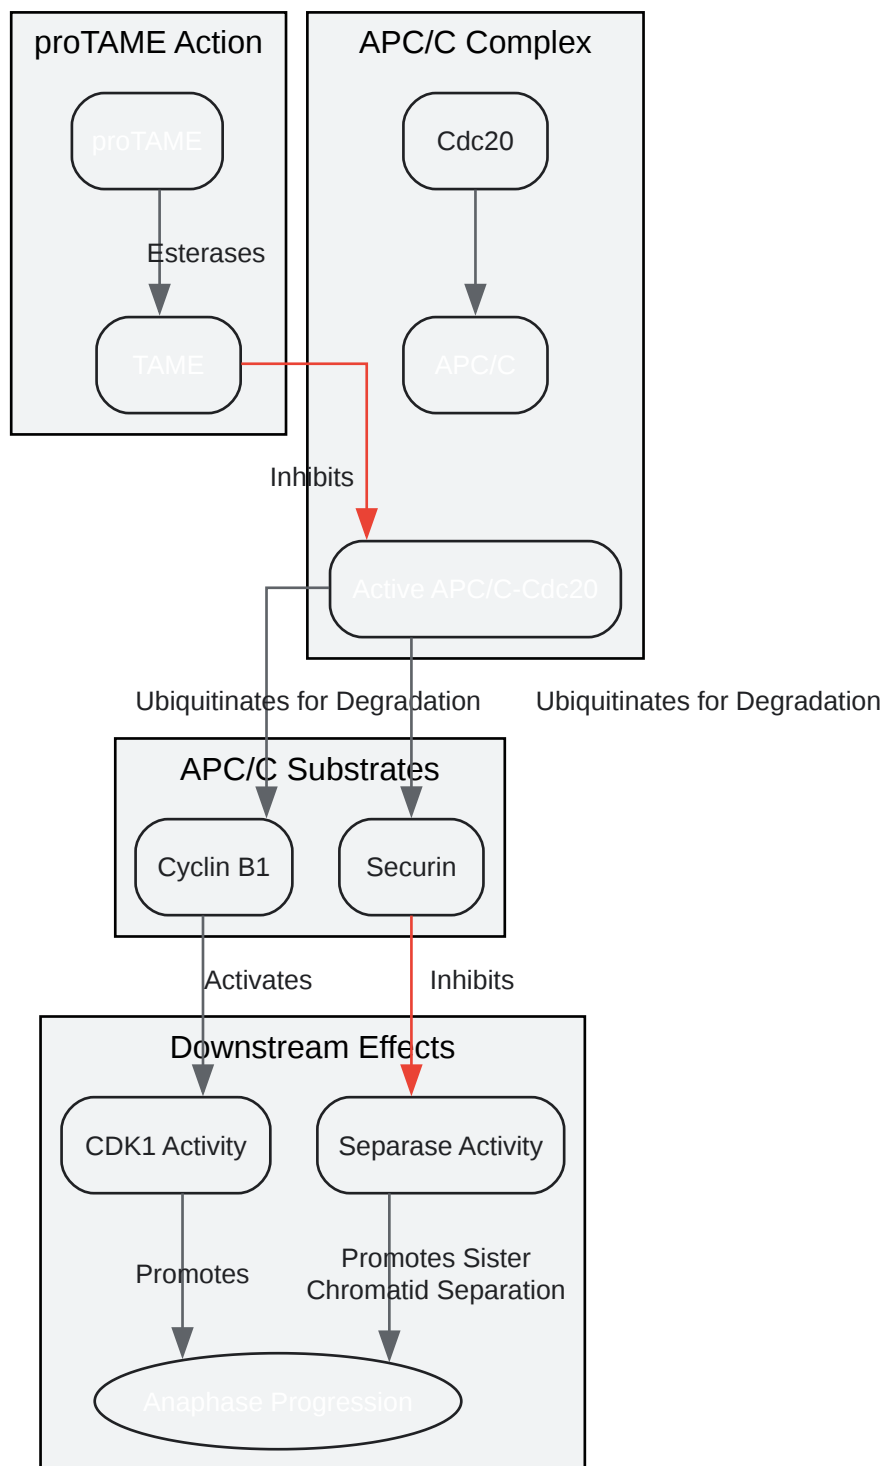 proTAME Action
APC/C Complex
proTAME
Cdc20
Esterases
TAME
APC/C
Inhibits
Active APC/C-Cdc20
Ubiquitinates for Degradation
Ubiquitinates for Degradation
APC/C Substrates
Cyclin B1
Securin
Activates
Inhibits
Downstream Effects
CDK1 Activity
Separase Activity
Promotes
Promotes Sister
Chromatid Separation
Anaphase Progression